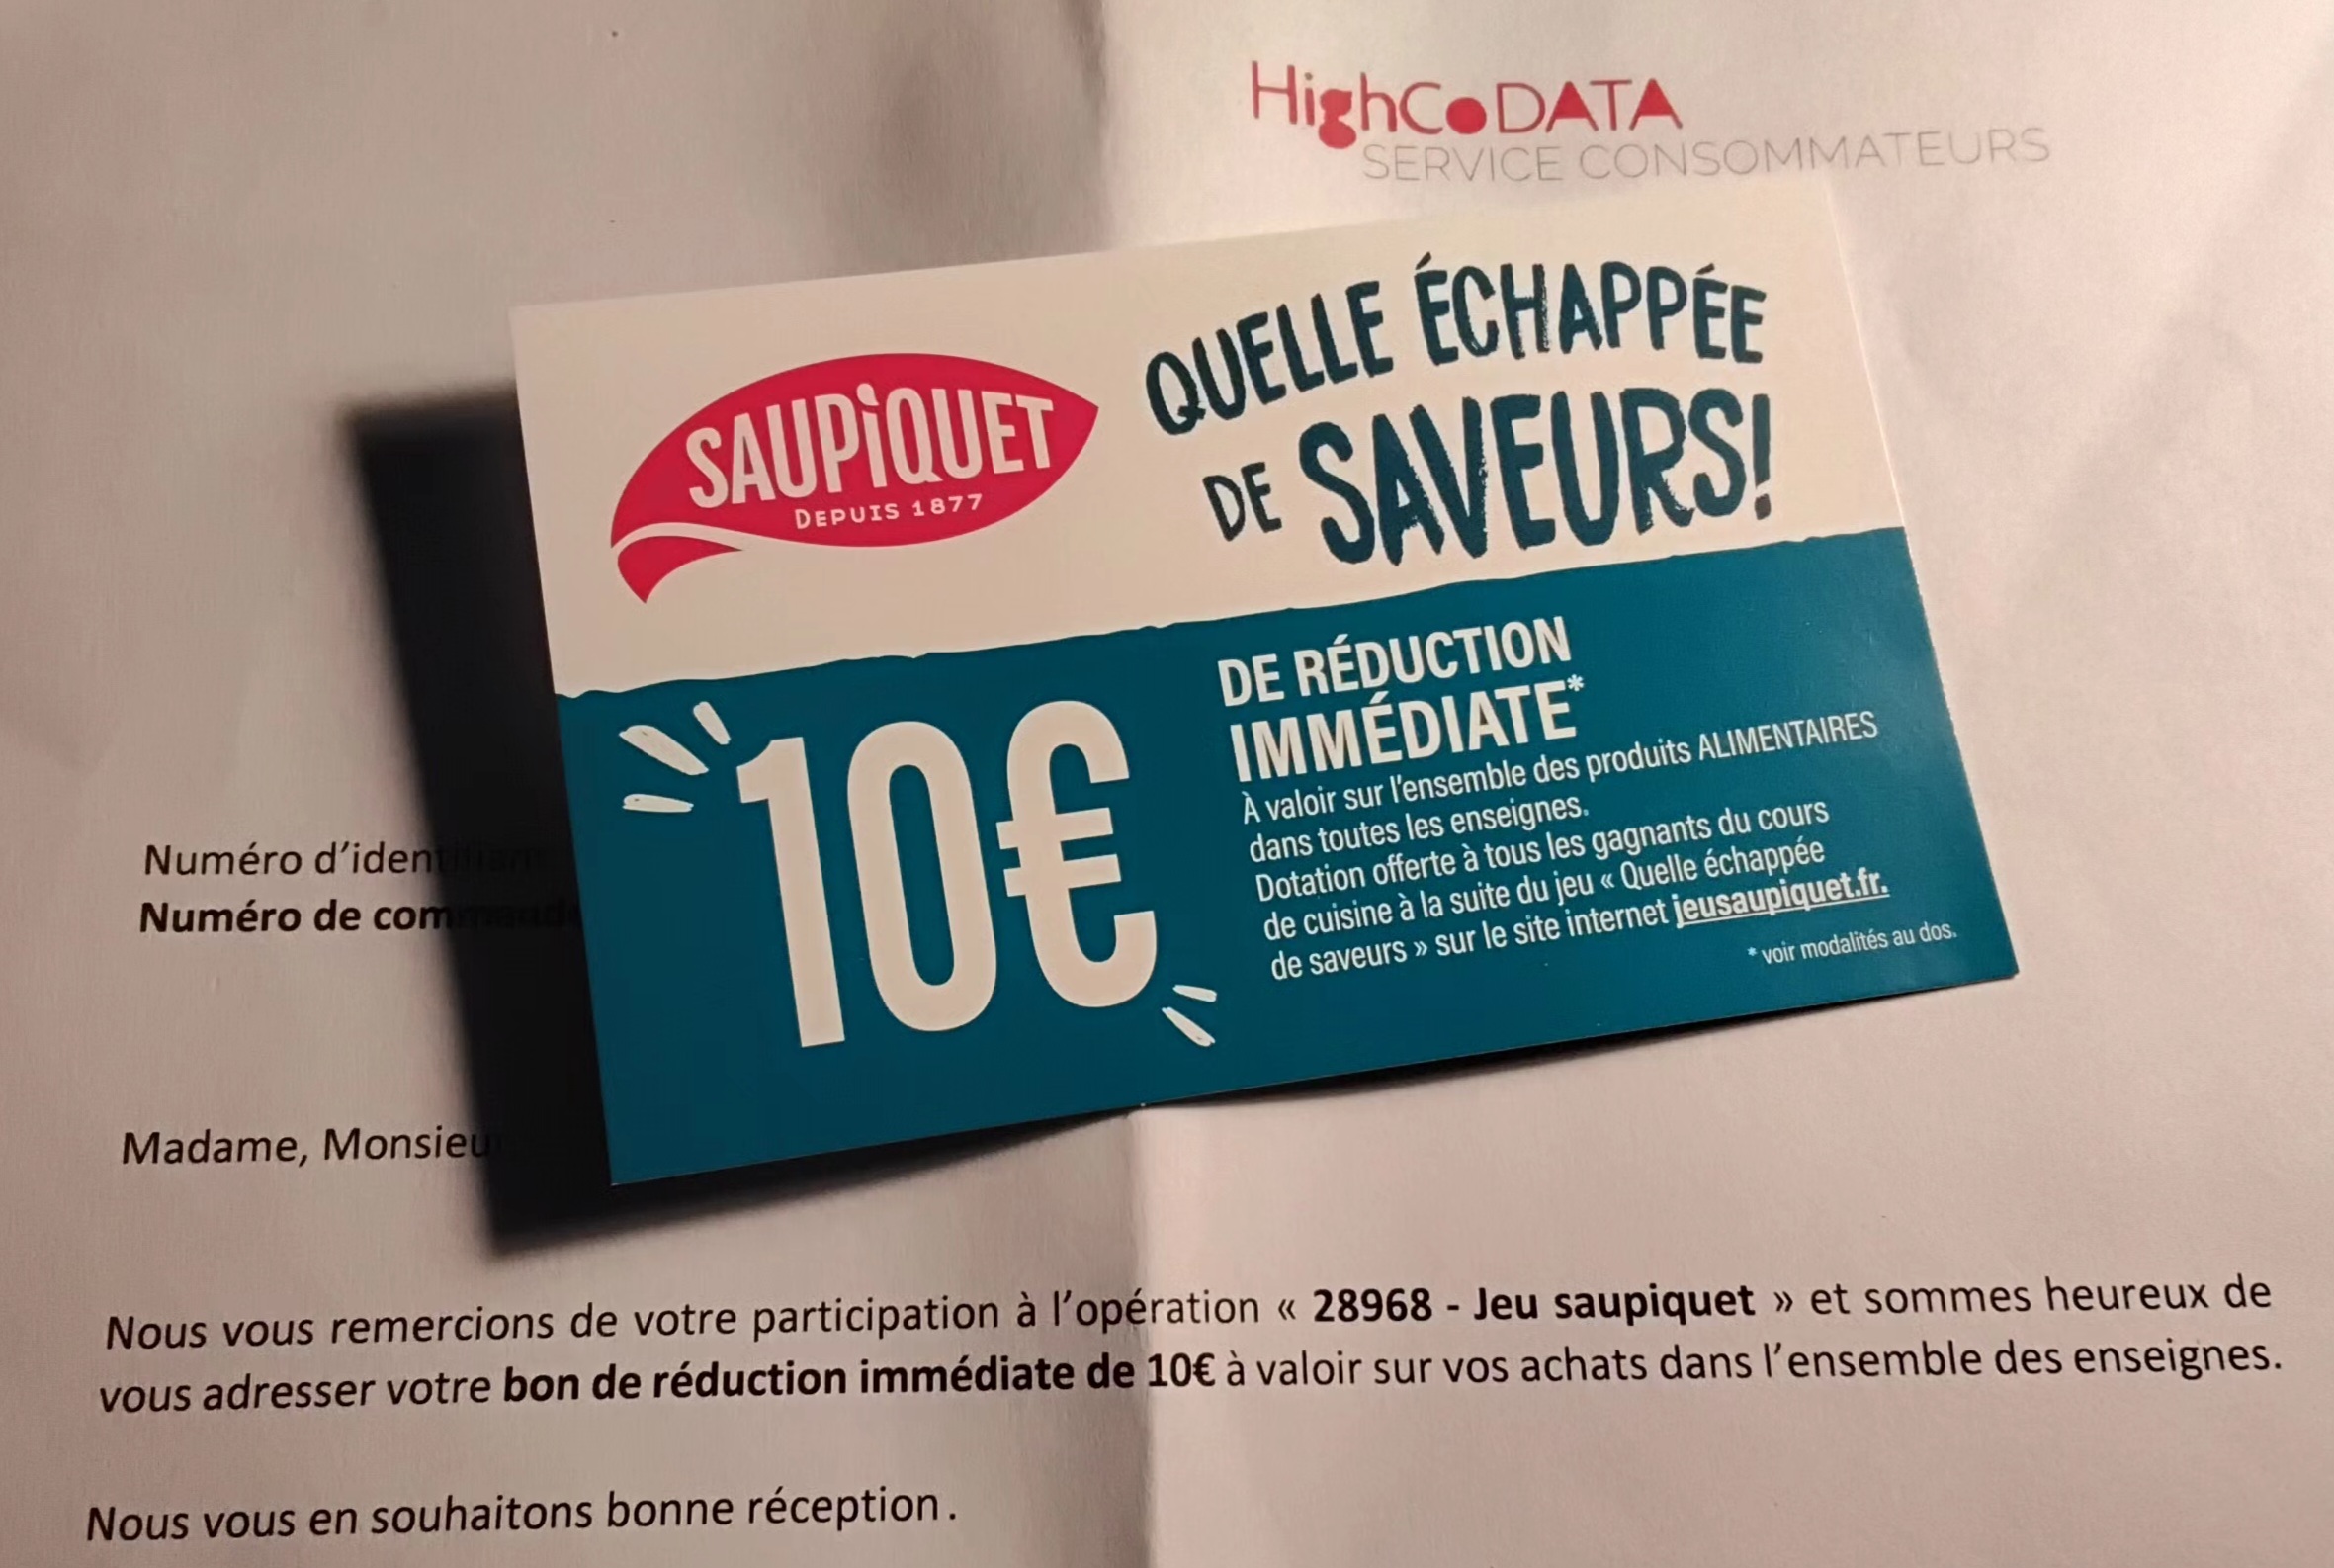 HighCoDATA
SERVICE CONSOMMATEURS
SAUPiQUET
DEPUIS 1877
QUELLE ÉCHAPPÉE
DE SAVEURS!
10€
DE RÉDUCTION
IMMÉDIATE*
À valoir sur l'ensemble des produits ALIMENTAIRES
dans toutes les enseignes.
Dotation offerte à tous les gagnants du cours
de cuisine à la suite du jeu « Quelle échappée
de saveurs » sur le site internet jeusaupiquet.fr.
* voir modalités au dos.
Numéro d'identifiant
Numéro de commande
Madame, Monsieu
Nous vous remercions de votre participation à l'opération « 28968 - Jeu saupiquet » et sommes heureux de
vous adresser votre bon de réduction immédiate de 10€ à valoir sur vos achats dans l'ensemble des enseignes.
Nous vous en souhaitons bonne réception.